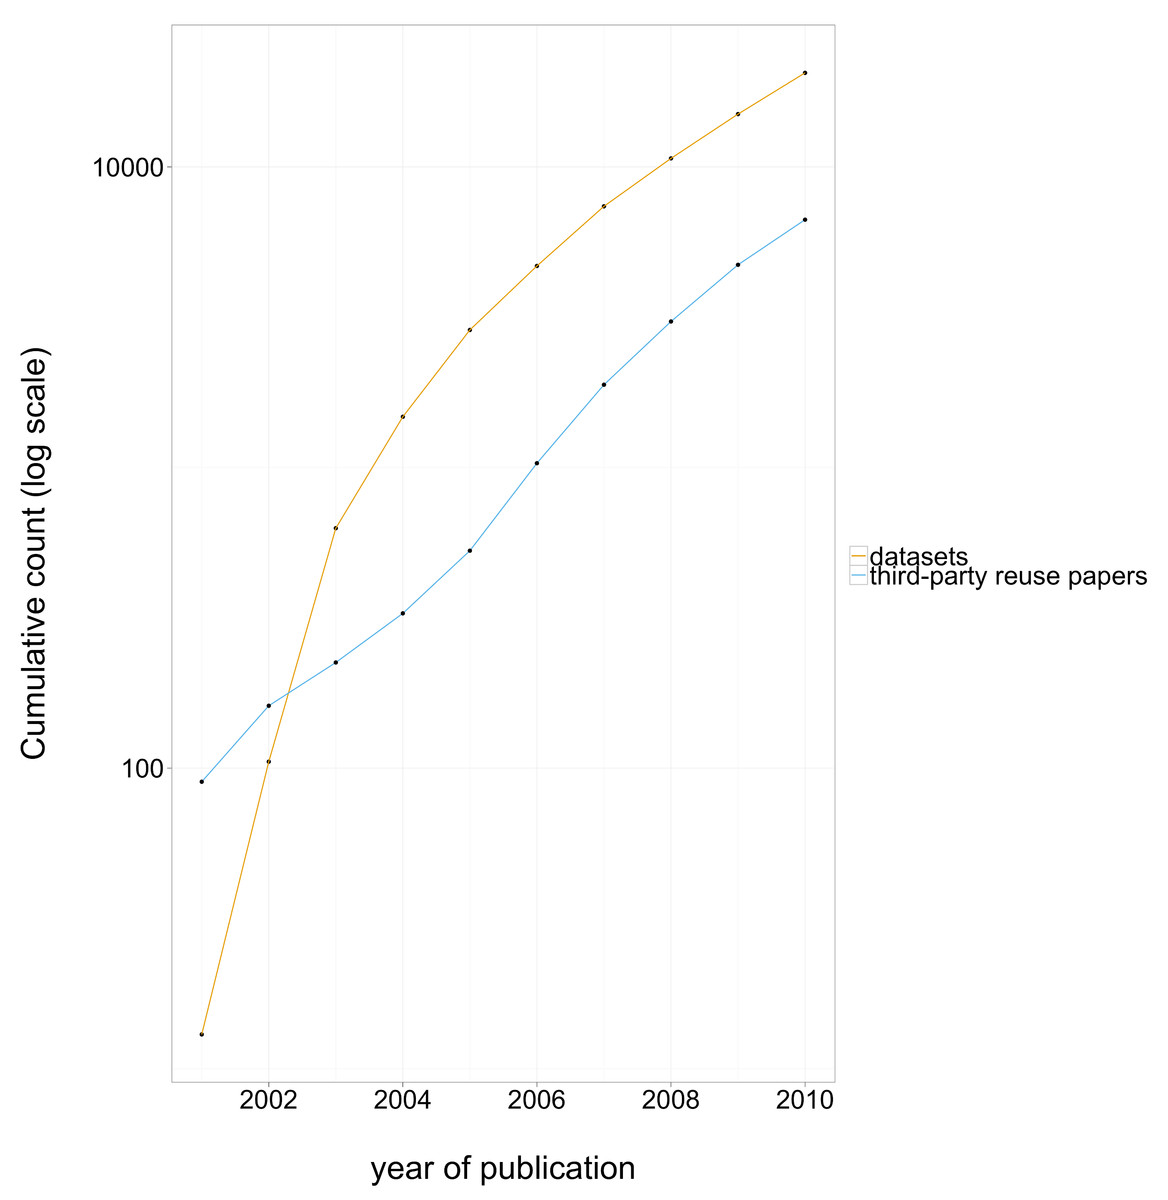 Cumulative count (log scale)
10000
100
2002 2004 2006 2008 2010
year of publication
datasets
third-party reuse papers